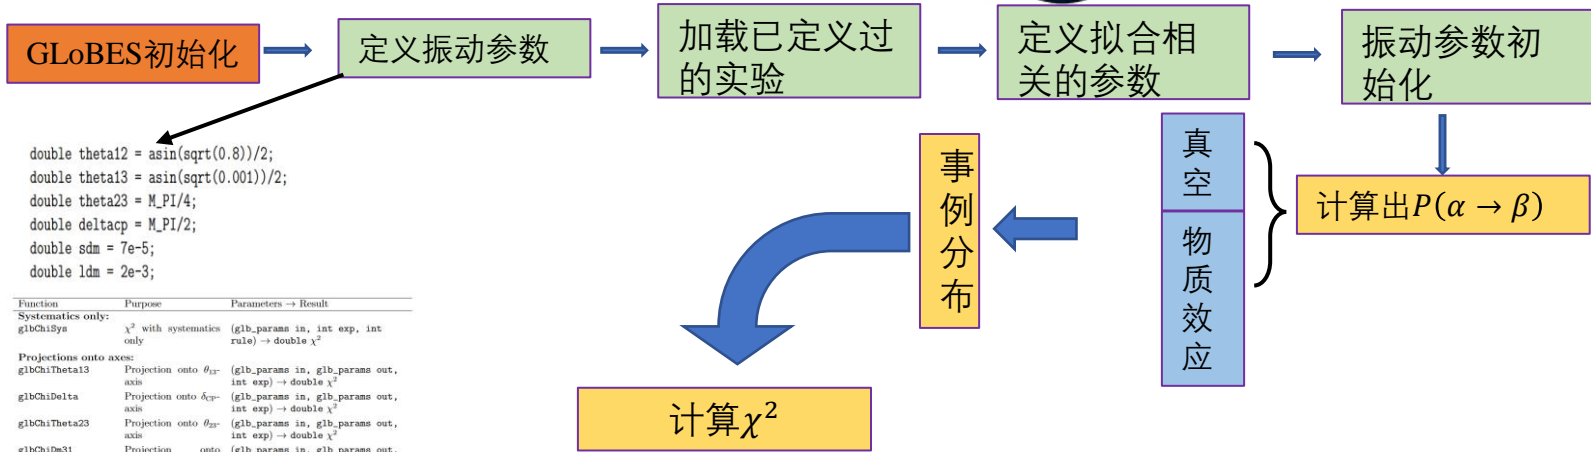 GLoBES初始化
定义振动参数
加载已定义过
的实验
定义拟合相
关的参数
振动参数初
始化
double theta12 = asin(sqrt(0.8))/2;
double theta13 = asin(sqrt(0.001))/2;
double theta23 = M_PI/4;
double deltacp = M_PI/2;
double sdm = 7e-5;
double ldm = 2e-3;
事例分布
真空
物质效应
计算出P(α → β)
计算χ²
Function Purpose Parameters → Result
Systematics only:
glbChiSys χ² with systematics (glb_params in, int exp, int
only rule) → double χ²
Projections onto axes:
glbChiTheta13 Projection onto θ₁₃- (glb_params in, glb_params out,
axis int exp) → double χ²
glbChiDelta Projection onto δCP- (glb_params in, glb_params out,
axis int exp) → double χ²
glbChiTheta23 Projection onto θ₂₃- (glb_params in, glb_params out,
axis int exp) → double χ²
glbChiDm31 Projection onto (glb_params in, glb_params out,